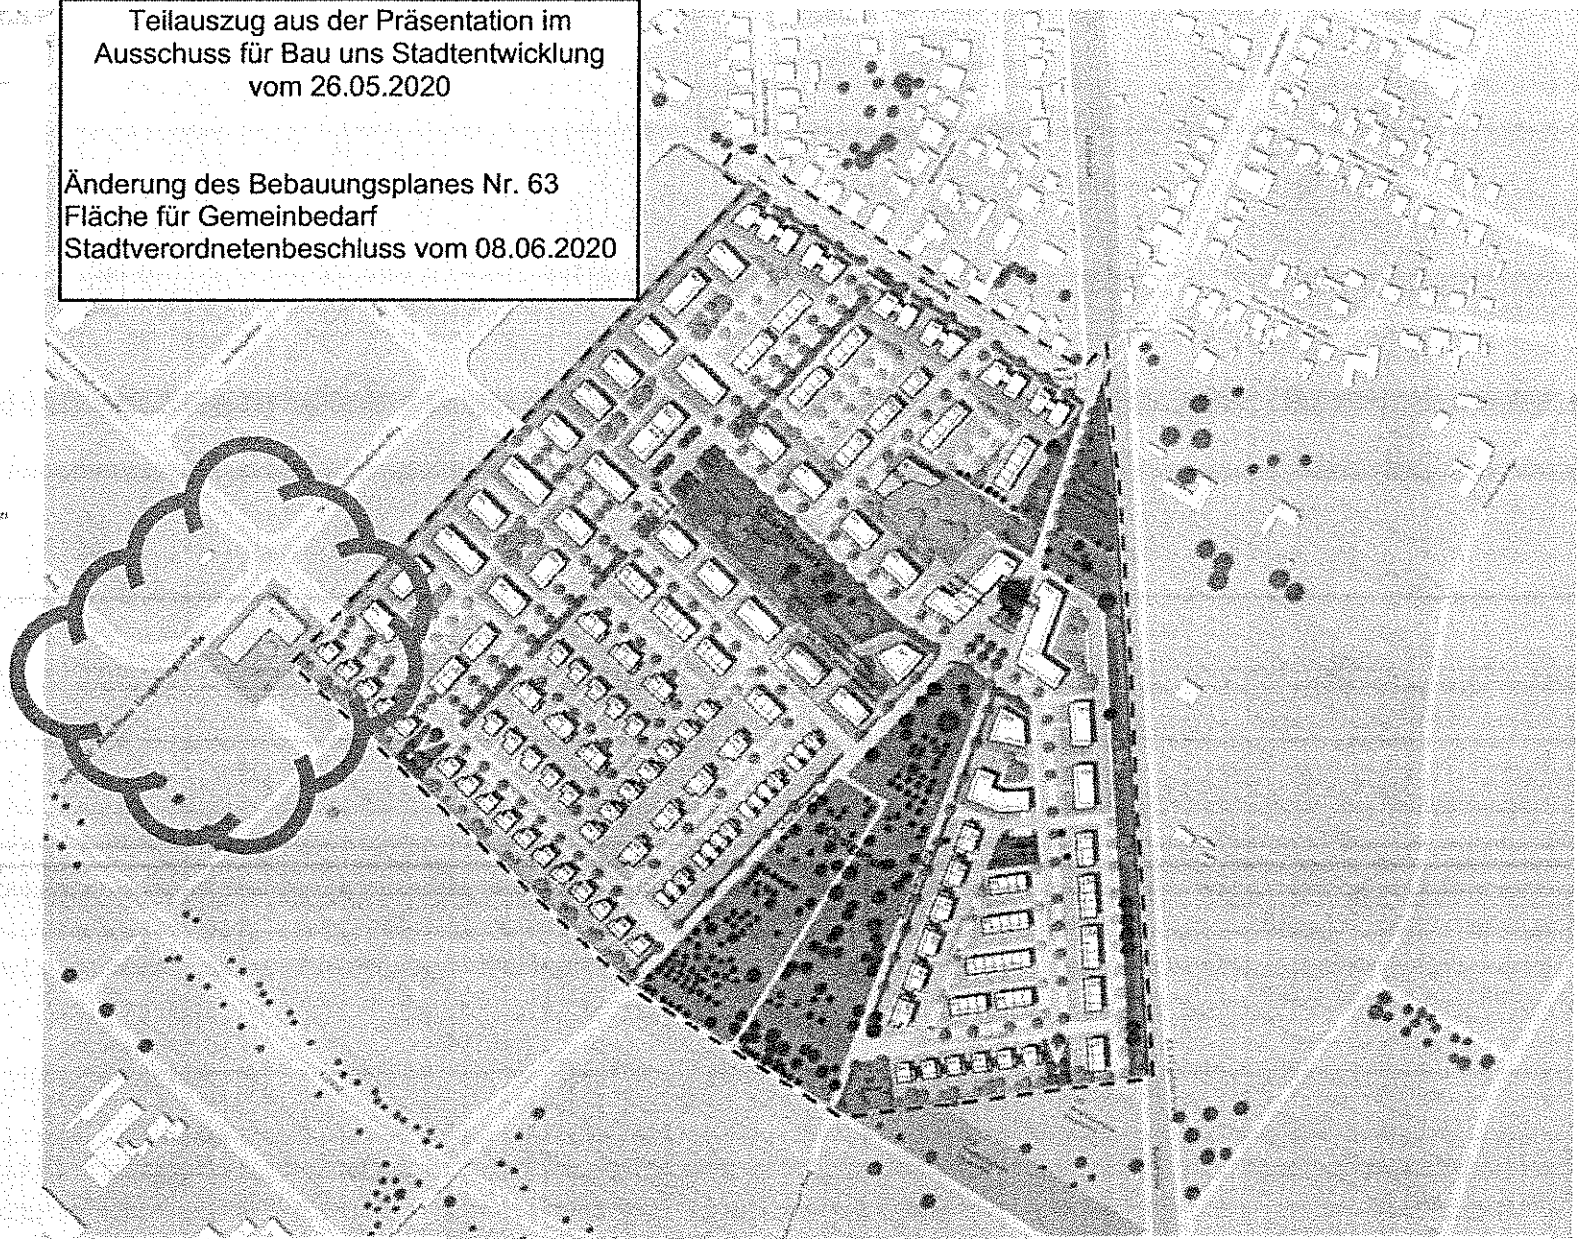 Teilauszug aus der Präsentation im
Ausschuss für Bau uns Stadtentwicklung
vom 26.05.2020
Änderung des Bebauungsplanes Nr. 63
Fläche für Gemeinbedarf
Stadtverordnetenbeschluss vom 08.06.2020